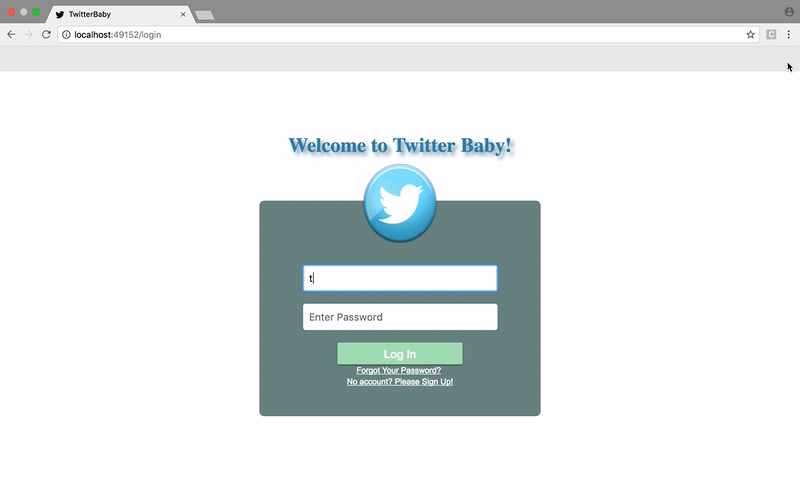 TwitterBaby
localhost:49152/login
C
Welcome to Twitter Baby!
t
Enter Password
Log In
Forgot Your Password?
No account? Please Sign Up!